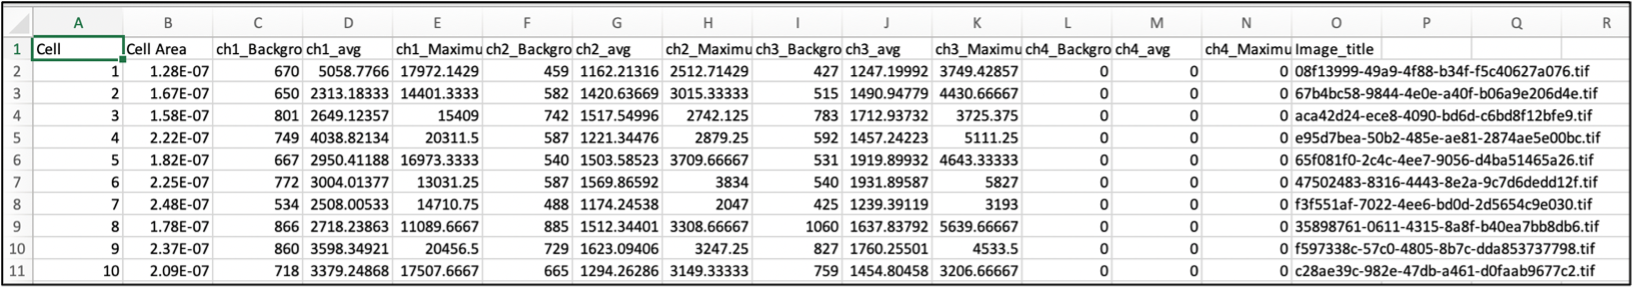 A B C D E F G H I J K L M N O P Q R
1 Cell Cell Area ch1_Backgro ch1_avg ch1_Maximu ch2_Backgro ch2_avg ch2_Maximu ch3_Backgro ch3_avg ch3_Maximu ch4_Backgro ch4_avg ch4_Maximu Image_title
2 1 1.28E-07 670 5058.7766 17972.1429 459 1162.21316 2512.71429 427 1247.19992 3749.42857 0 0 0 08f13999-49a9-4f88-b34f-f5c40627a076.tif
3 2 1.67E-07 650 2313.18333 14401.3333 582 1420.63669 3015.33333 515 1490.94779 4430.66667 0 0 0 67b4bc58-9844-4e0e-a40f-b06a9e206d4e.tif
4 3 1.58E-07 801 2649.12357 15409 742 1517.54996 2742.125 783 1712.93732 3725.375 0 0 0 aca42d24-ece8-4090-bd6d-c6bd8f12bfe9.tif
5 4 2.22E-07 749 4038.82134 20311.5 587 1221.34476 2879.25 592 1457.24223 5111.25 0 0 0 e95d7bea-50b2-485e-ae81-2874ae5e00bc.tif
6 5 1.82E-07 667 2950.41188 16973.3333 540 1503.58523 3709.66667 531 1919.89932 4643.33333 0 0 0 65f081f0-2c4c-4ee7-9056-d4ba51465a26.tif
7 6 2.25E-07 772 3004.01377 13031.25 587 1569.86592 3834 540 1931.89587 5827 0 0 0 47502483-8316-4443-8e2a-9c7d6dedd12f.tif
8 7 2.48E-07 534 2508.00533 14710.75 488 1174.24538 2047 425 1239.39119 3193 0 0 0 f3f551af-7022-4ee6-bd0d-2d5654c9e030.tif
9 8 1.78E-07 866 2718.23863 11089.6667 885 1512.34401 3308.66667 1060 1637.83792 5639.66667 0 0 0 35898761-0611-4315-8a8f-b40ea7bb8db6.tif
10 9 2.37E-07 860 3598.34921 20456.5 729 1623.09406 3247.25 827 1760.25501 4533.5 0 0 0 f597338c-57c0-4805-8b7c-dda853737798.tif
11 10 2.09E-07 718 3379.24868 17507.6667 665 1294.26286 3149.33333 759 1454.80458 3206.66667 0 0 0 c28ae39c-982e-47db-a461-d0faab9677c2.tif